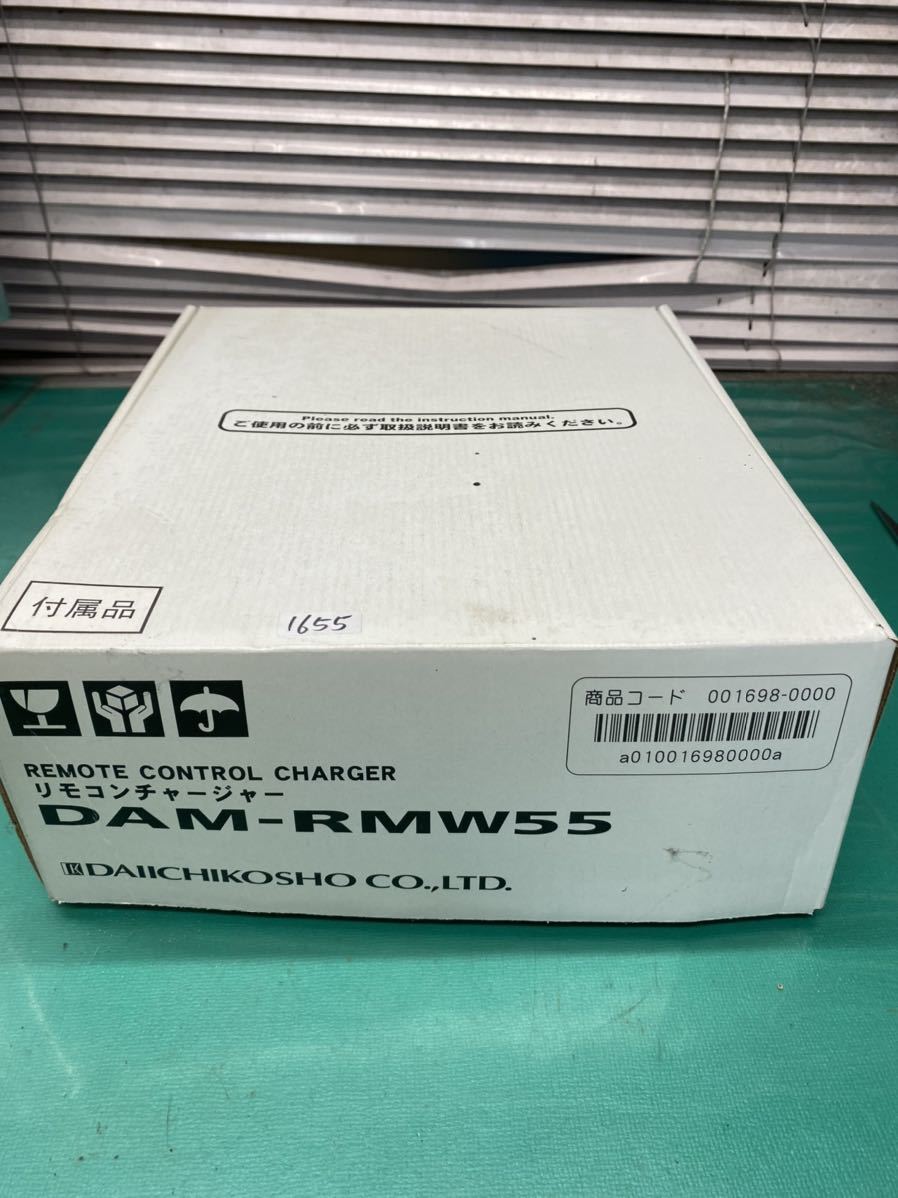 Please read the instruction manual.
ご使用の前に必ず取扱説明書をお読みください。
付属品
1655
商品コード 001698-0000
a010016980000a
REMOTE CONTROL CHARGER
リモコンチャージャー
DAM-RMW55
DAIICHIKOSHO CO.,LTD.